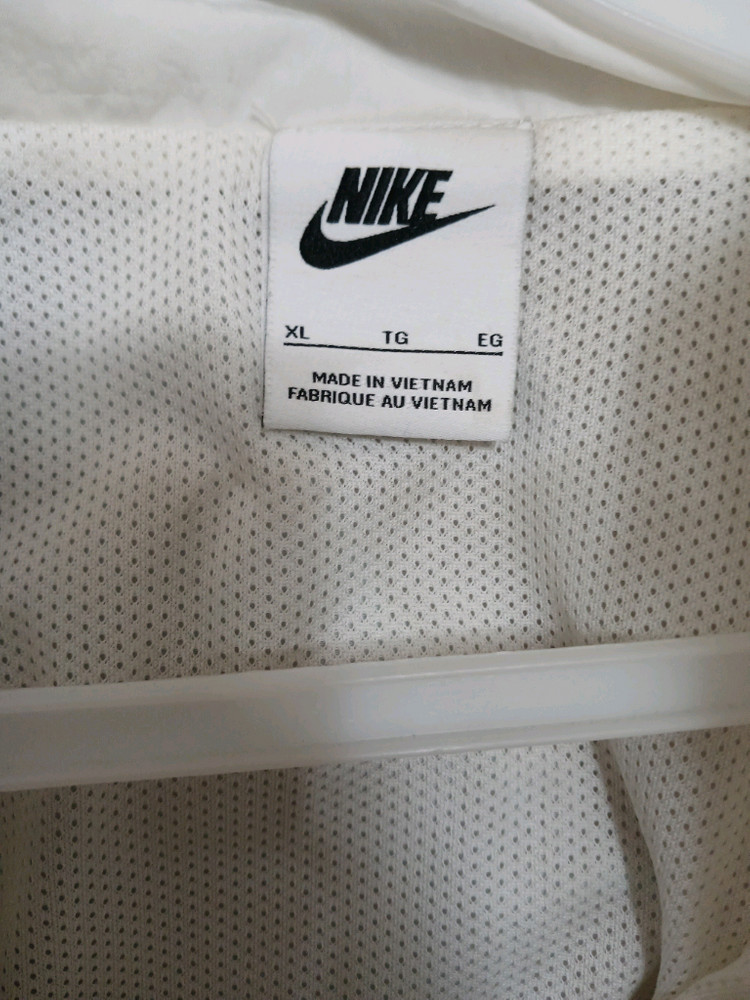 NIKE
XL TG EG
MADE IN VIETNAM
FABRIQUE AU VIETNAM